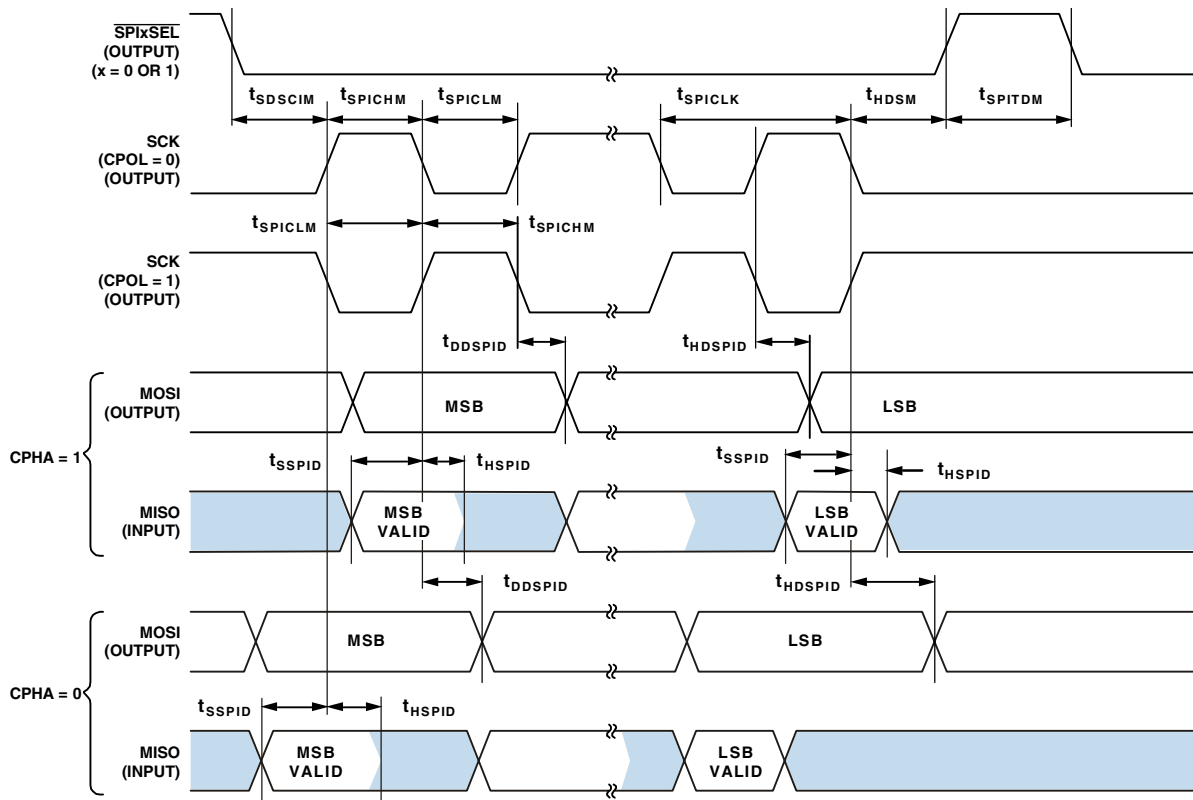 SPIxSEL
(OUTPUT)
(x = 0 OR 1)
tSDSCIM tSPICHM tSPICLM tSPICLK tHDSM tSPITDM
SCK
(CPOL = 0)
(OUTPUT)
tSPICLM tSPICHM
SCK
(CPOL = 1)
(OUTPUT)
tDDSPID tHDSPID
CPHA = 1
MOSI
(OUTPUT)
MSB LSB
tSSPID tHSPID tSSPID tHSPID
MISO
(INPUT)
MSB
VALID
LSB
VALID
tDDSPID tHDSPID
CPHA = 0
MOSI
(OUTPUT)
MSB LSB
tSSPID tHSPID
MISO
(INPUT)
MSB
VALID
LSB
VALID